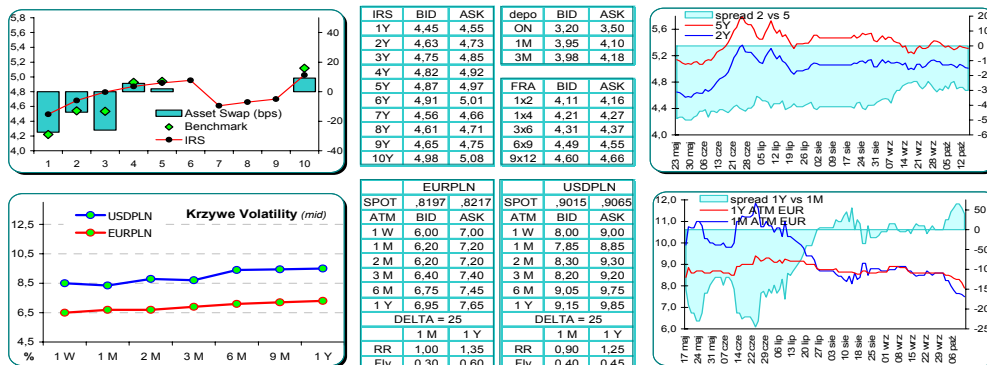 5,8
5,6
5,4
5,2
5,0
4,8
4,6
4,4
4,2
4,0
40
20
0
-20
-40
Asset Swap (bps)
Benchmark
IRS
1 2 3 4 5 6 7 8 9 10
IRS BID ASK
1Y 4,45 4,55
2Y 4,63 4,73
3Y 4,75 4,85
4Y 4,82 4,92
5Y 4,87 4,97
6Y 4,91 5,01
7Y 4,56 4,66
8Y 4,61 4,71
9Y 4,65 4,75
10Y 4,98 5,08
depo BID ASK
ON 3,20 3,50
1M 3,95 4,10
3M 3,98 4,18
FRA BID ASK
1x2 4,11 4,16
1x4 4,21 4,27
3x6 4,31 4,37
6x9 4,49 4,55
9x12 4,60 4,66
spread 2 vs 5
5Y
2Y
5,6
5,2
4,8
4,4
4,0
20
10
0
-10
-20
-30
-40
-50
-60
23 maj 30 maj 06 cze 13 cze 21 cze 28 cze 05 lip 12 lip 19 lip 26 lip 02 sie 09 sie 17 sie 24 sie 31 sie 07 wrz 14 wrz 21 wrz 28 wrz 05 paź 12 paź
Krzywe Volatility (mid)
USDPLN
EURPLN
12,5
10,5
8,5
6,5
4,5
% 1 W 1 M 2 M 3 M 6 M 9 M 1 Y
EURPLN
SPOT ,8197 ,8217
ATM BID ASK
1 W 6,00 7,00
1 M 6,20 7,20
2 M 6,20 7,20
3 M 6,40 7,40
6 M 6,75 7,45
1 Y 6,95 7,65
DELTA = 25
1 M 1 Y
RR 1,00 1,35
Fly 0,30 0,60
USDPLN
SPOT ,9015 ,9065
ATM BID ASK
1 W 8,00 9,00
1 M 7,85 8,85
2 M 8,30 9,30
3 M 8,20 9,20
6 M 9,05 9,75
1 Y 9,15 9,85
DELTA = 25
1 M 1 Y
RR 0,90 1,25
Fly 0,40 0,45
spread 1Y vs 1M
1Y ATM EUR
1M ATM EUR
12,0
11,0
10,0
9,0
8,0
7,0
6,0
5
0
-5
-10
-15
-20
-25
17 maj 24 maj 31 maj 07 cze 14 cze 22 cze 29 cze 06 lip 13 lip 20 lip 27 lip 03 sie 10 sie 18 sie 25 sie 01 wrz 08 wrz 15 wrz 22 wrz 29 wrz 06 paź